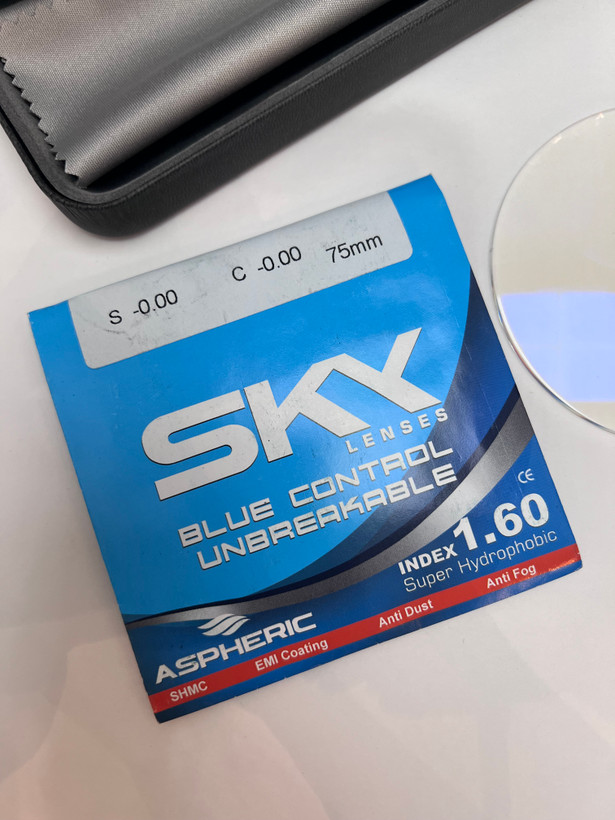 S -0.00 C -0.00 75mm
SKY
LENSES
BLUE CONTROL
UNBREAKABLE
CE
INDEX 1.60
Super Hydrophobic
ASPHERIC
SHMC EMI Coating Anti Dust Anti Fog